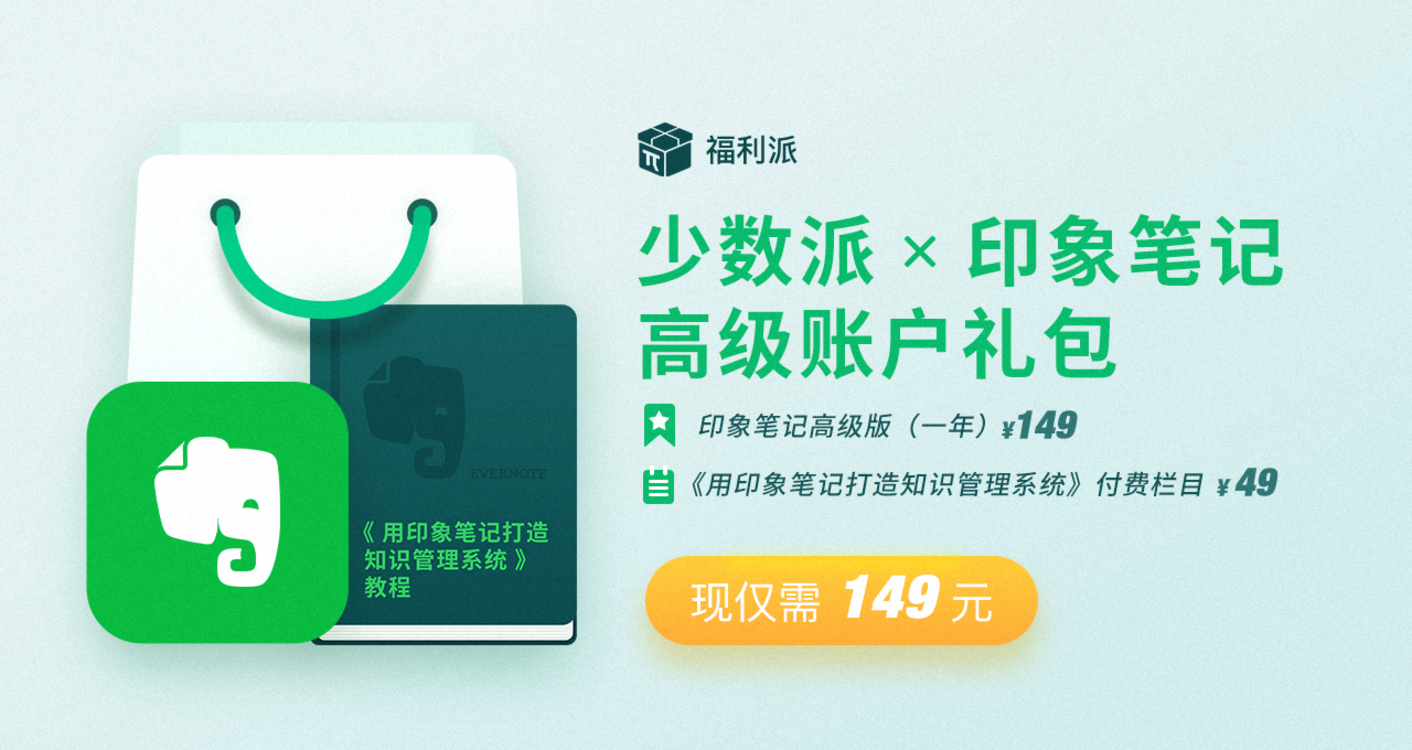 福利派
少数派 × 印象笔记
高级账户礼包
印象笔记高级版（一年）¥149
《用印象笔记打造知识管理系统》付费栏目 ¥ 49
现仅需 149 元
EVERNOTE
《 用印象笔记打造
知识管理系统 》
教程